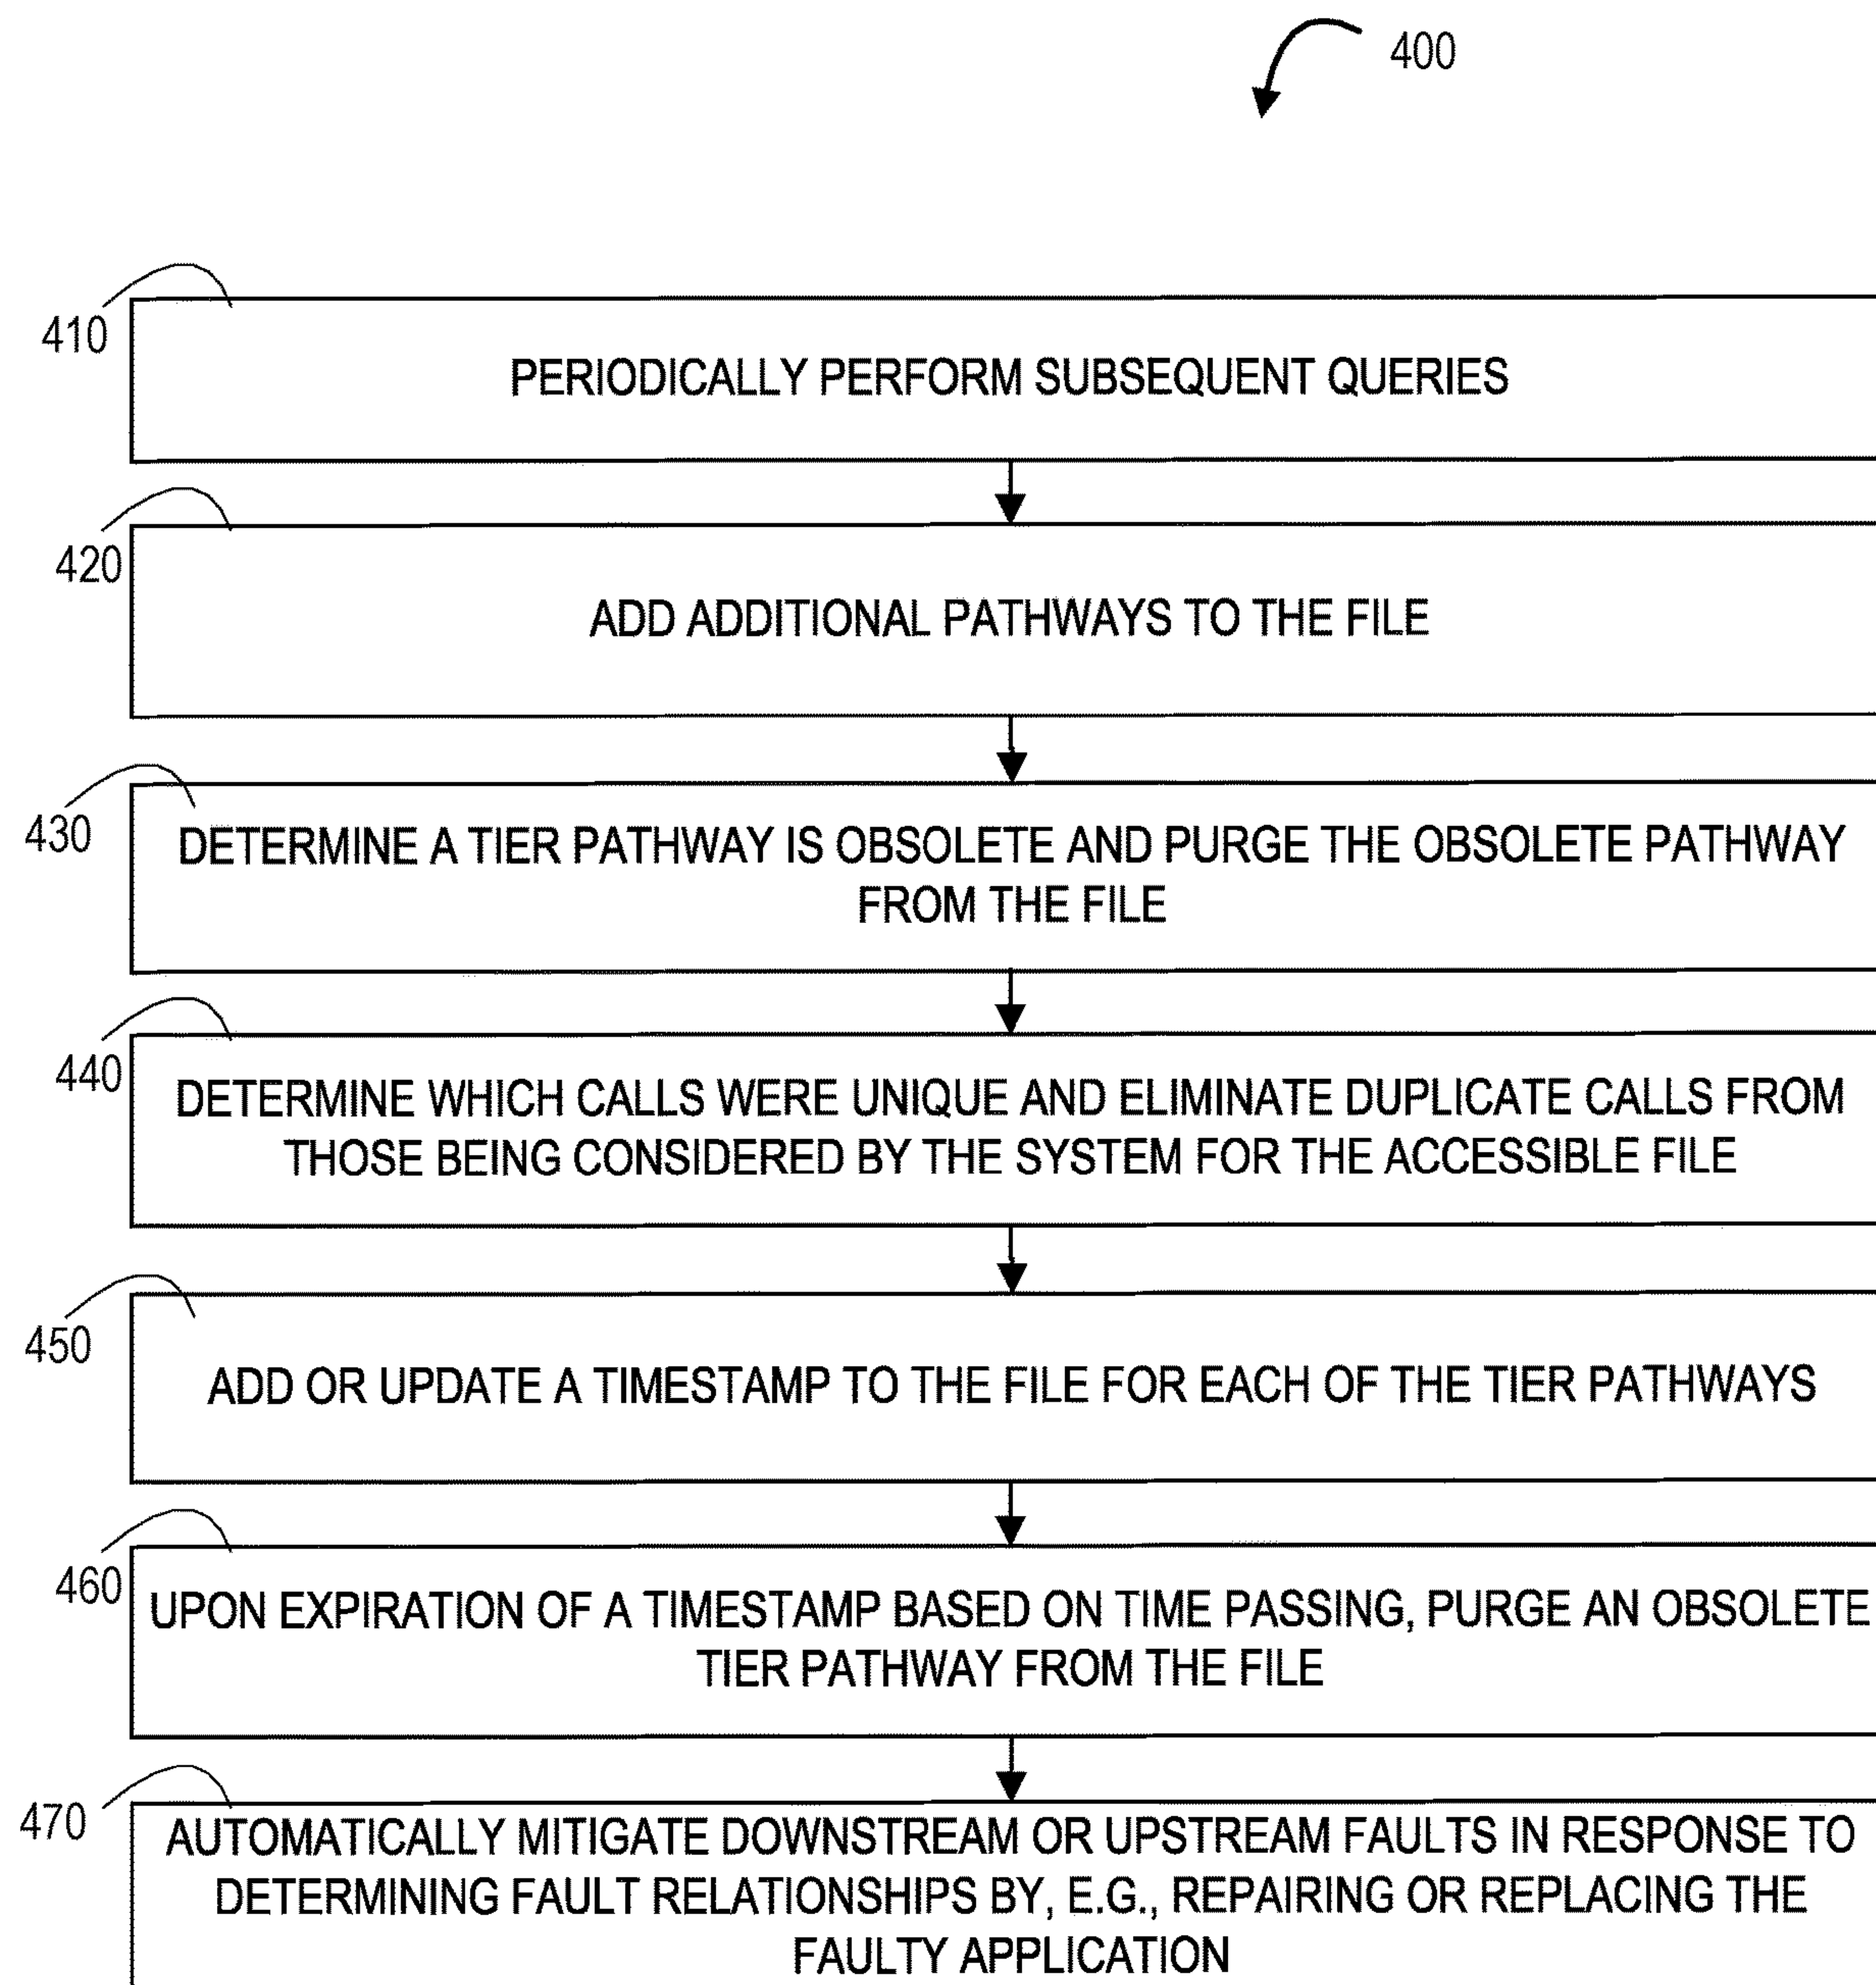 400
410
PERIODICALLY PERFORM SUBSEQUENT QUERIES
420
ADD ADDITIONAL PATHWAYS TO THE FILE
430
DETERMINE A TIER PATHWAY IS OBSOLETE AND PURGE THE OBSOLETE PATHWAY
FROM THE FILE
440
DETERMINE WHICH CALLS WERE UNIQUE AND ELIMINATE DUPLICATE CALLS FROM
THOSE BEING CONSIDERED BY THE SYSTEM FOR THE ACCESSIBLE FILE
450
ADD OR UPDATE A TIMESTAMP TO THE FILE FOR EACH OF THE TIER PATHWAYS
460
UPON EXPIRATION OF A TIMESTAMP BASED ON TIME PASSING, PURGE AN OBSOLETE
TIER PATHWAY FROM THE FILE
470
AUTOMATICALLY MITIGATE DOWNSTREAM OR UPSTREAM FAULTS IN RESPONSE TO
DETERMINING FAULT RELATIONSHIPS BY, E.G., REPAIRING OR REPLACING THE
FAULTY APPLICATION